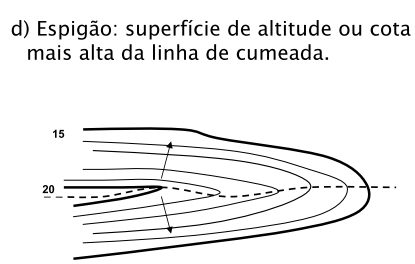 d) Espigão: superfície de altitude ou cota
mais alta da linha de cumeada.
15
20